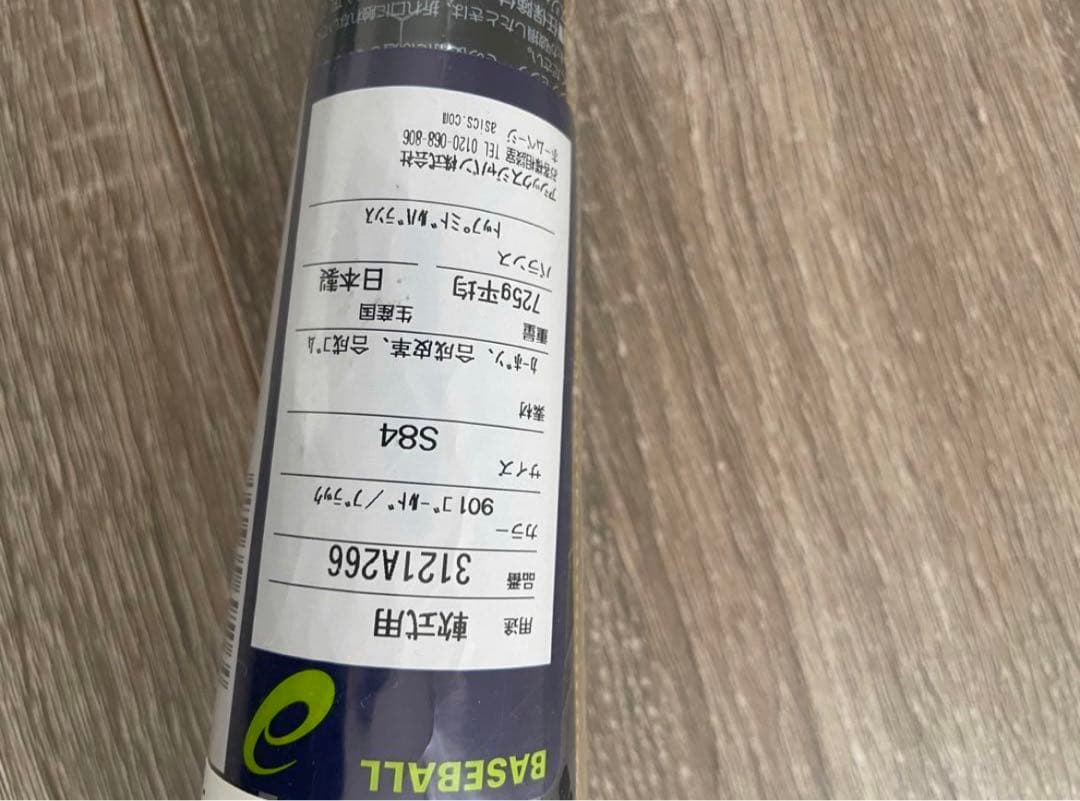 BASEBALL
用途 軟式用
品番 3121A266
カラー
901ｺﾞｰﾙﾄﾞ／ﾌﾞﾗｯｸ
サイズ
S84
素材
ｶｰﾎﾞﾝ、合成皮革、合成ｺﾞﾑ
重量 生産国
725g平均 日本製
バランス
ﾄｯﾌﾟﾐﾄﾞﾙﾊﾞﾗﾝｽ
アシックスジャパン株式会社
お客様相談室 TEL 0120-068-806
ホームページ asics.com